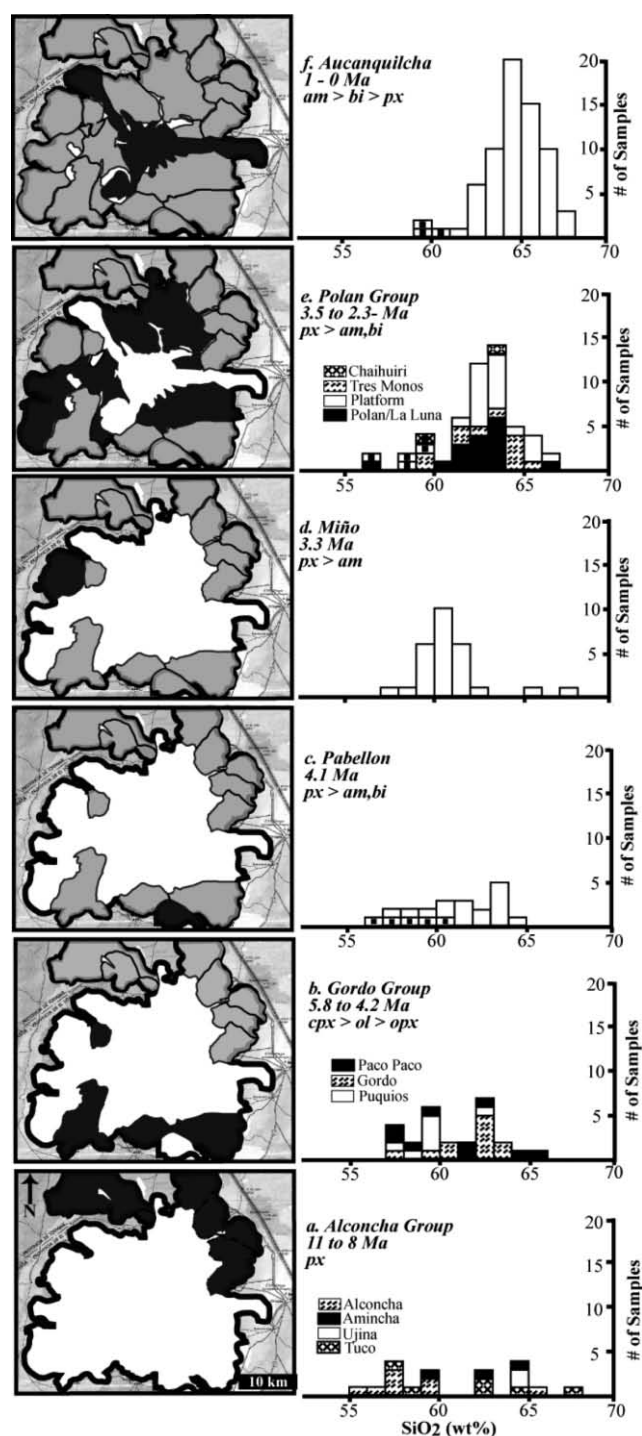 f. Aucanquilcha
1 - 0 Ma
am > bi > px
20
15
10
5
# of Samples
55
60
65
70
e. Polan Group
3.5 to 2.3- Ma
px > am,bi
Chaihuiri
Tres Monos
Platform
Polan/La Luna
20
15
10
5
# of Samples
55
60
65
70
d. Miño
3.3 Ma
px > am
20
15
10
5
# of Samples
c. Pabellon
4.1 Ma
px > am,bi
20
15
10
5
# of Samples
55
60
65
70
b. Gordo Group
5.8 to 4.2 Ma
cpx > ol > opx
Paco Paco
Gordo
Puquios
20
15
10
5
# of Samples
55
60
65
70
N
10 km
a. Alconcha Group
11 to 8 Ma
px
Alconcha
Amincha
Ujina
Tuco
20
15
10
5
# of Samples
55
60
65
70
SiO2 (wt%)